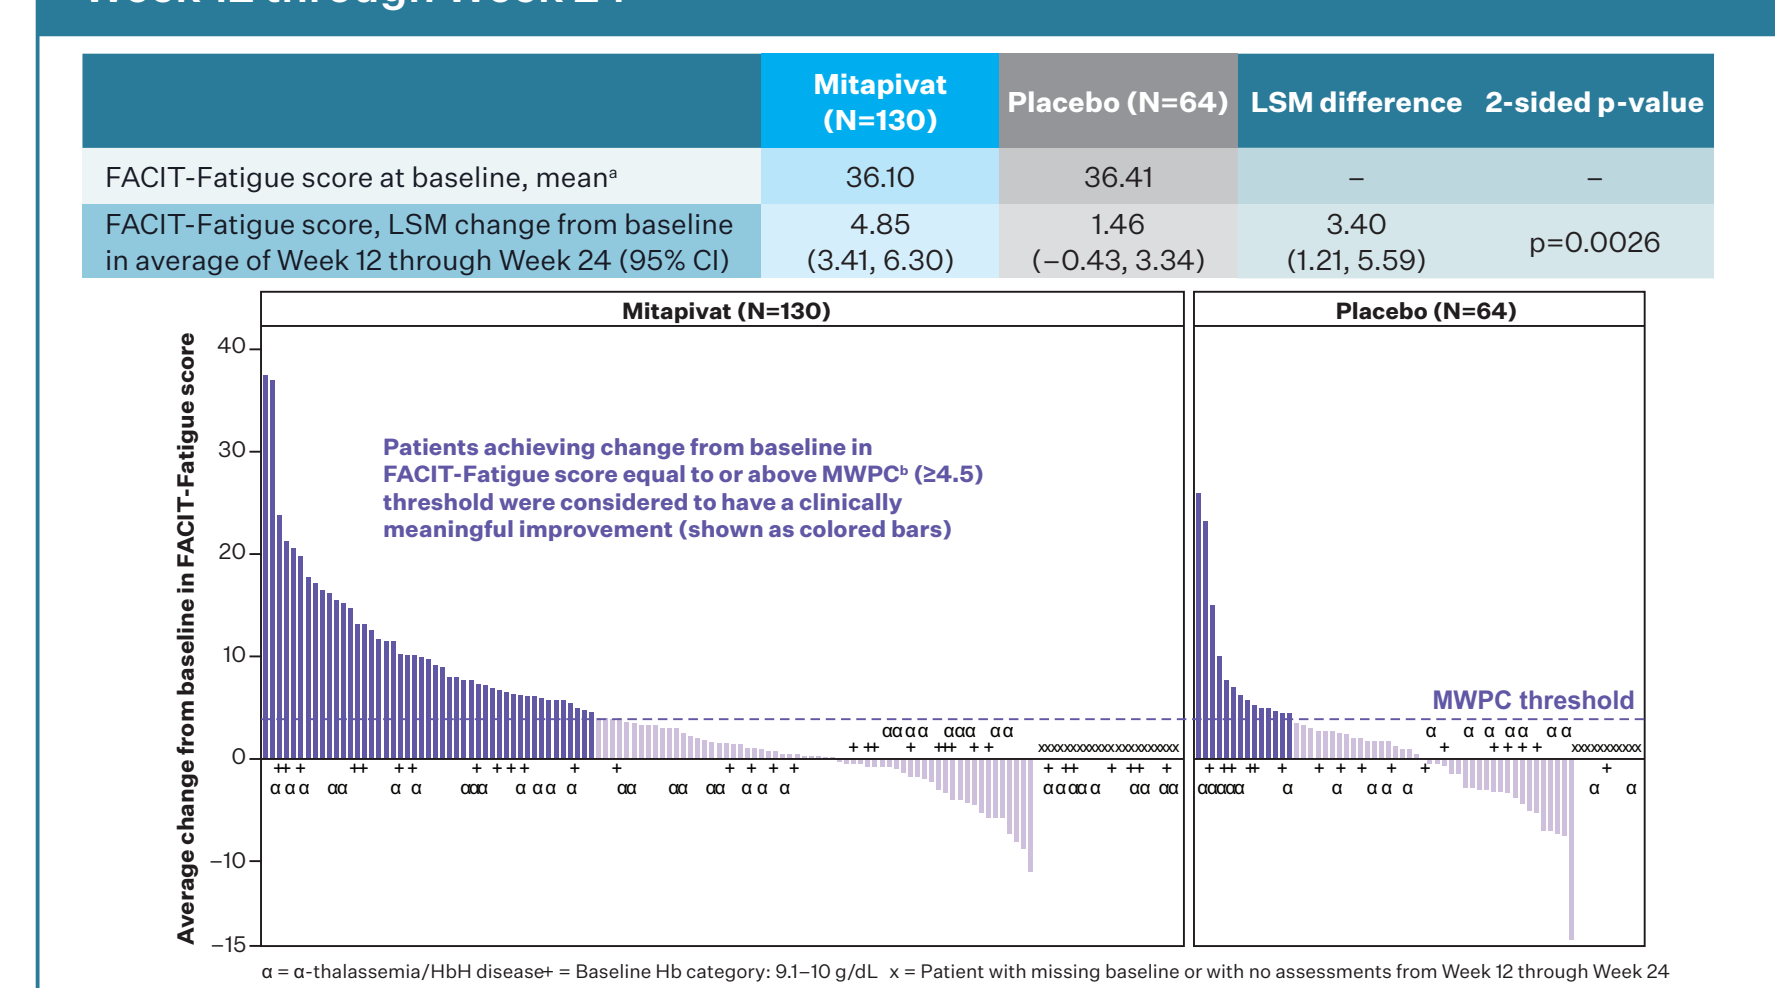 Week 12 through Week 24
Mitapivat (N=130)
Placebo (N=64)
LSM difference
2-sided p-value
FACIT-Fatigue score at baseline, meanᵃ
36.10
36.41
–
–
FACIT-Fatigue score, LSM change from baseline
in average of Week 12 through Week 24 (95% CI)
4.85
(3.41, 6.30)
1.46
(−0.43, 3.34)
3.40
(1.21, 5.59)
p=0.0026
Mitapivat (N=130)
Placebo (N=64)
Average change from baseline in FACIT-Fatigue score
40
30
20
10
0
−10
−15
Patients achieving change from baseline in
FACIT-Fatigue score equal to or above MWPCᵇ (≥4.5)
threshold were considered to have a clinically
meaningful improvement (shown as colored bars)
MWPC threshold
α = α-thalassemia/HbH disease+ = Baseline Hb category: 9.1–10 g/dL x = Patient with missing baseline or with no assessments from Week 12 through Week 24